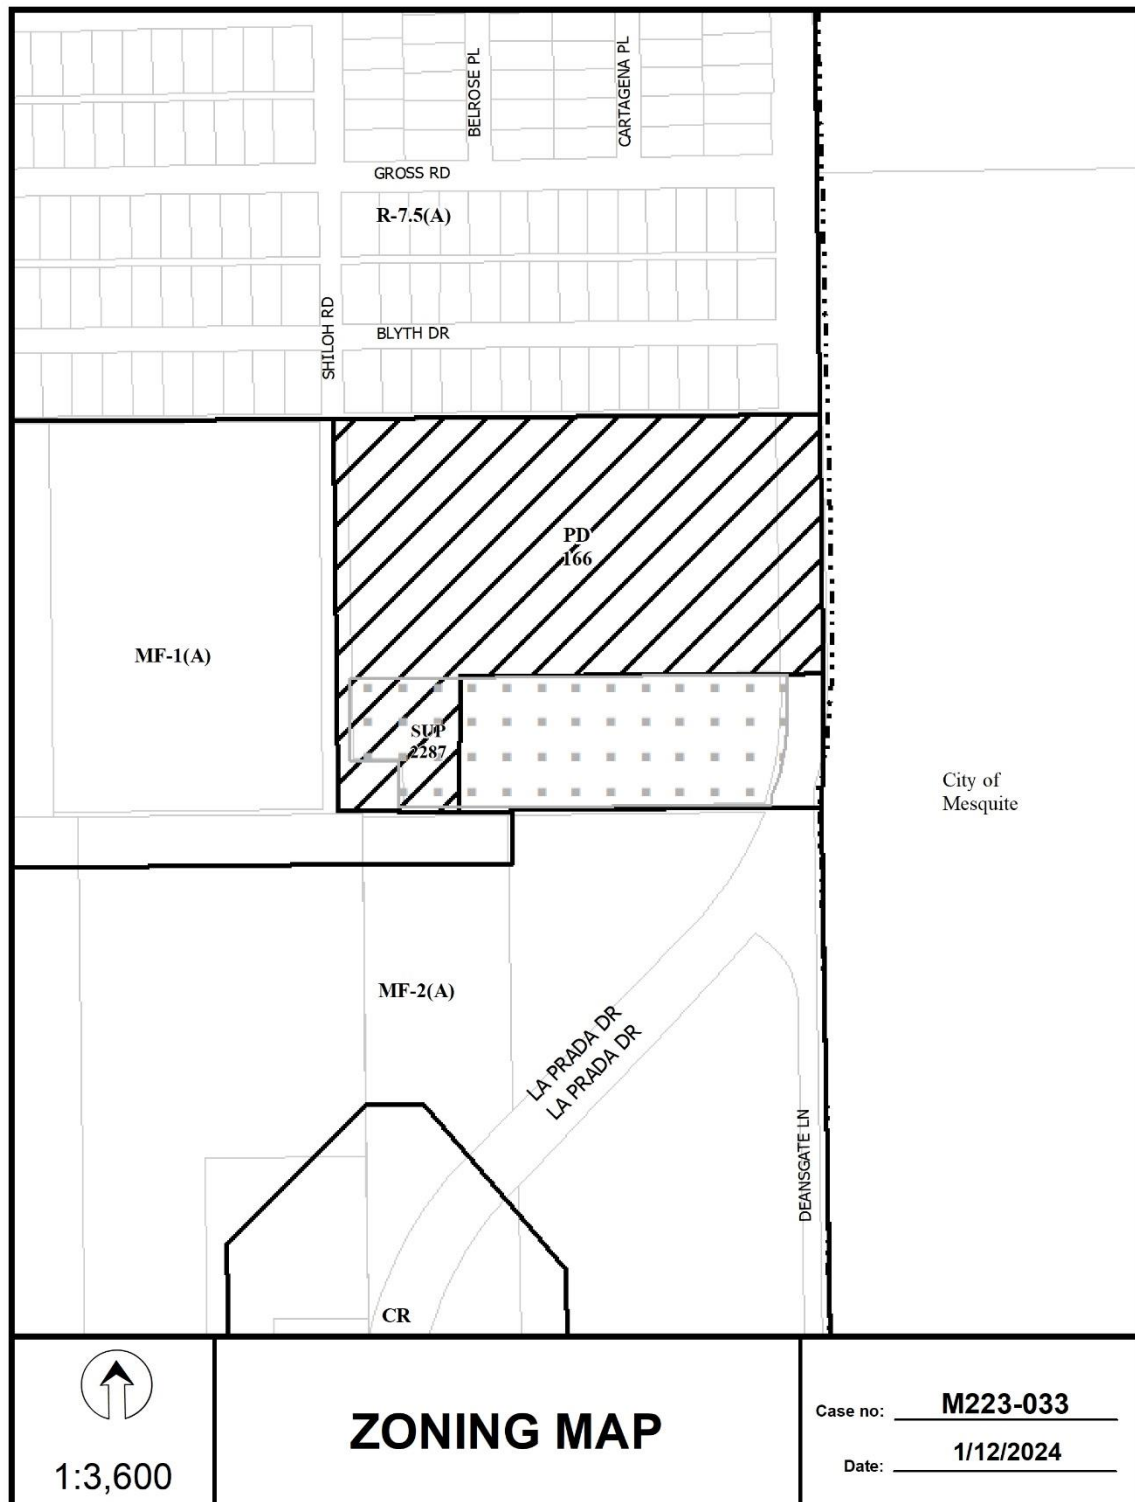 BELROSE PL
CARTAGENA PL
GROSS RD
R-7.5(A)
SHILOH RD
BLYTH DR
PD
166
MF-1(A)
SUP
2287
City of
Mesquite
MF-2(A)
LA PRADA DR
LA PRADA DR
DEANSGATE LN
CR
1:3,600
ZONING MAP
Case no: M223-033
Date: 1/12/2024